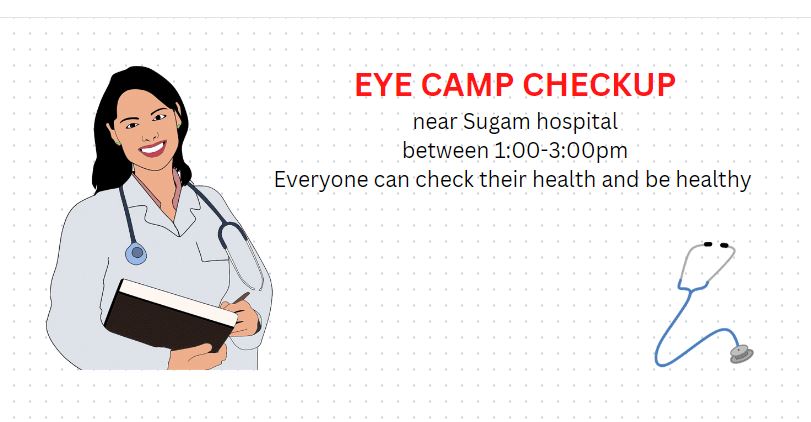 EYE CAMP CHECKUP
near Sugam hospital
between 1:00-3:00pm
Everyone can check their health and be healthy